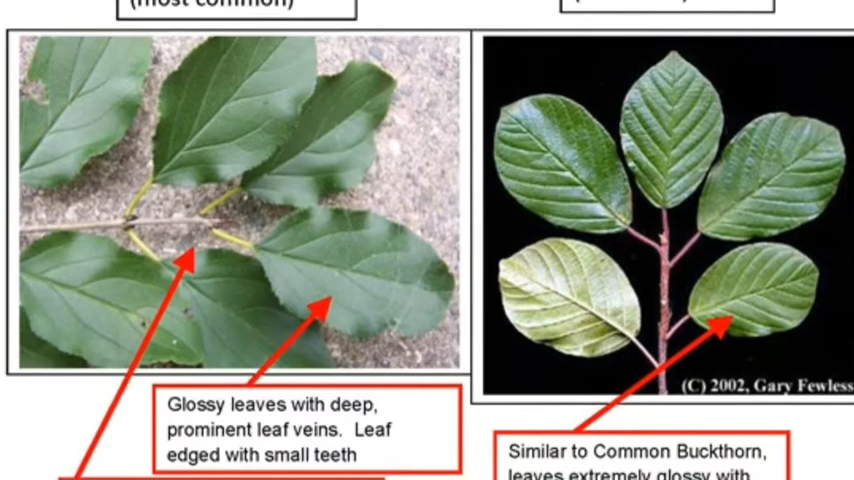 (most common)
(C) 2002, Gary Fewless
Glossy leaves with deep,
prominent leaf veins. Leaf
edged with small teeth
Similar to Common Buckthorn,
leaves extremely glossy with